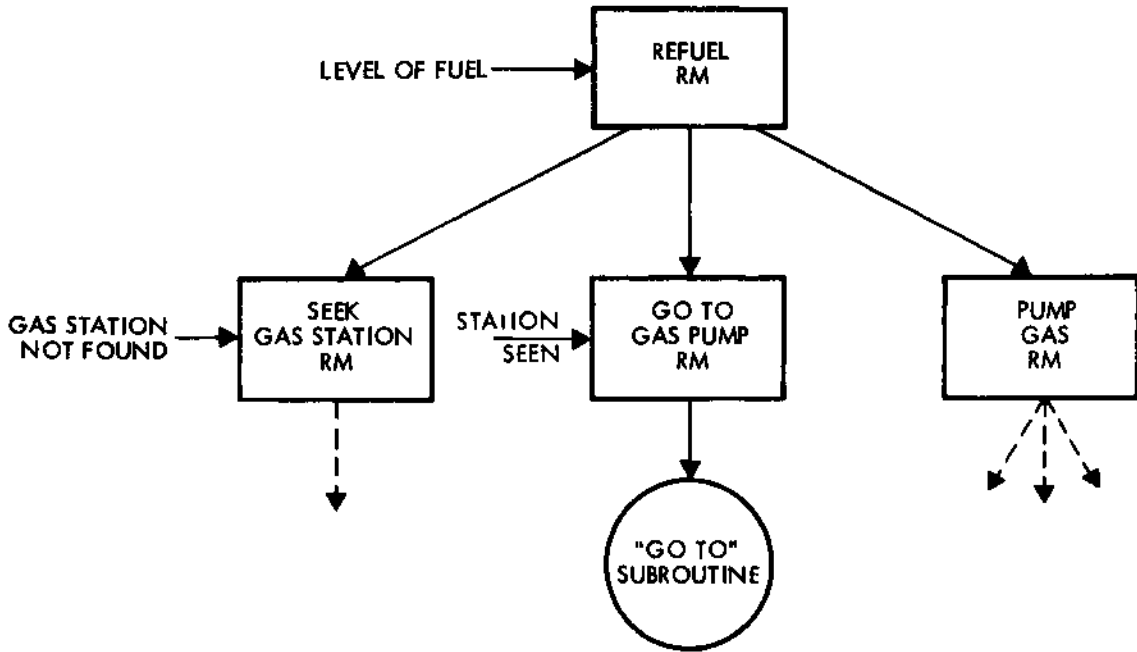 REFUEL
RM
LEVEL OF FUEL
SEEK
GAS STATION
RM
GAS STATION
NOT FOUND
GO TO
GAS PUMP
RM
STATION
SEEN
PUMP
GAS
RM
"GO TO"
SUBROUTINE